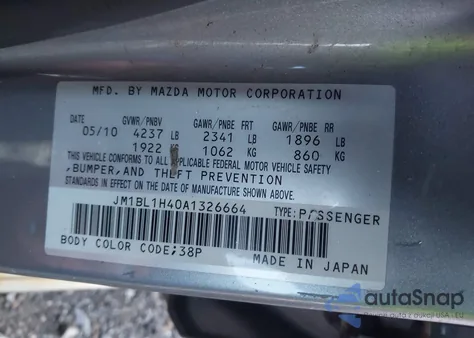 MFD. BY MAZDA MOTOR CORPORATION
GVWR/PNBV GAWR/PNBE FRT GAWR/PNBE RR
05/10 4237 LB 2341 LB 1896 LB
1922 KG 1062 KG 860 KG
THIS VEHICLE CONFORMS TO ALL APPLICABLE FEDERAL MOTOR VEHICLE SAFETY,
,BUMPER,AND THEFT PREVENTION
STANDARDS IN EFFECT ON THE DATE OF MANUFACTURE SHOWN ABOVE.
JM1BL1H40A1326664 TYPE:PASSENGER
BODY COLOR CODE;38P MADE IN JAPAN
autoSnap